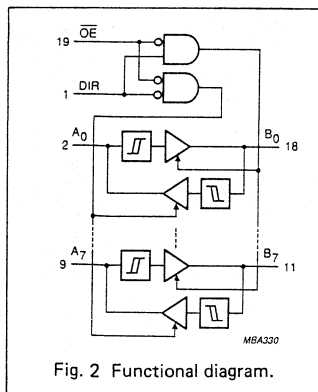 19 OE
1 DIR
2 A0 B0 18
9 A7 B7 11
MBA330
Fig. 2 Functional diagram.